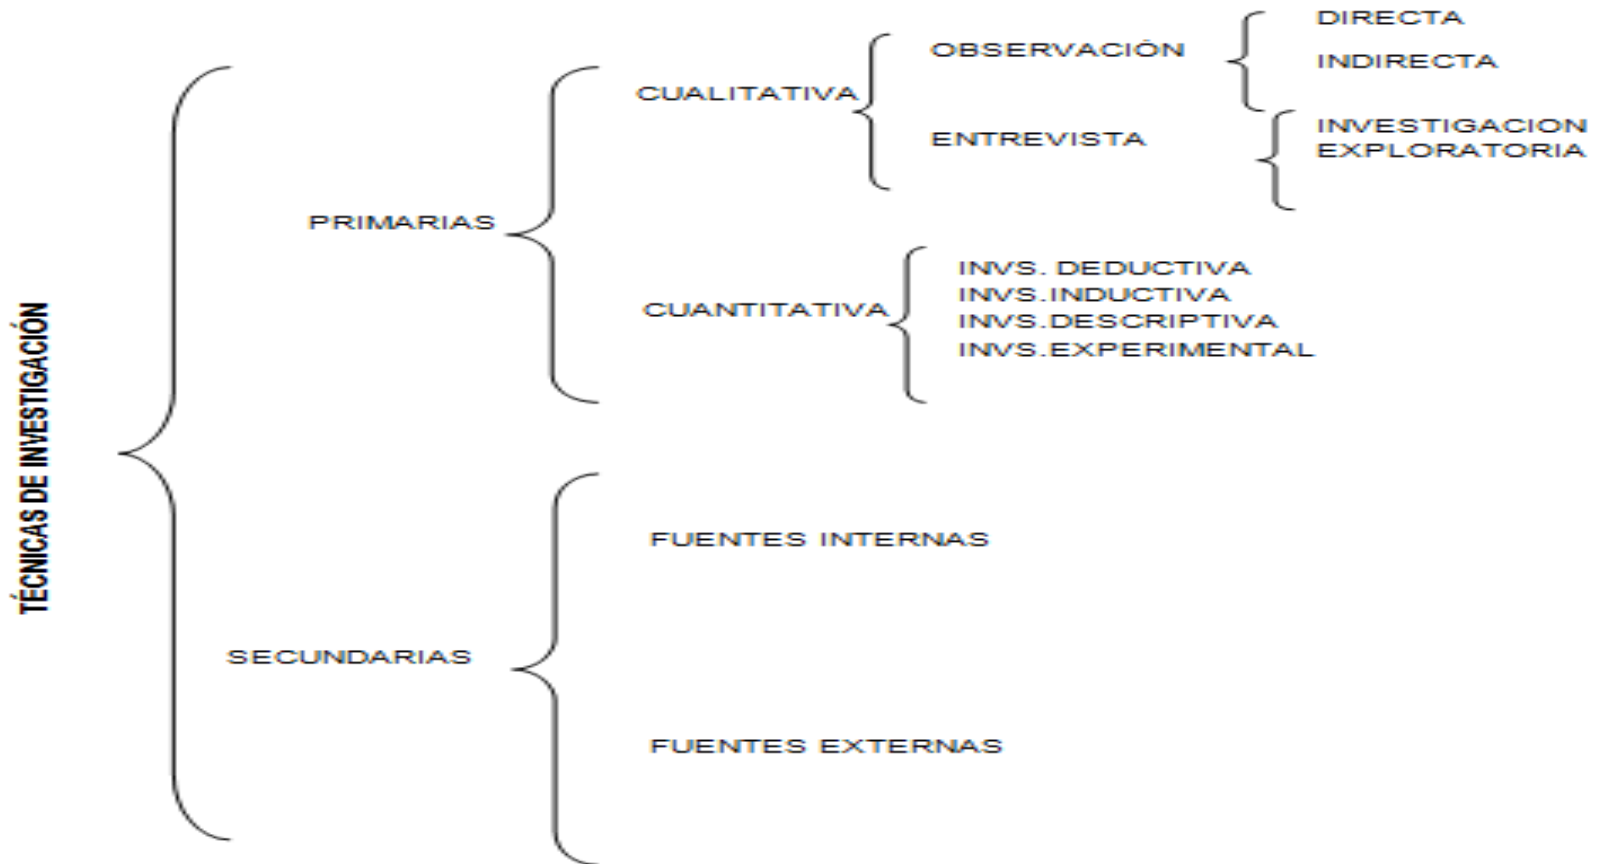 TÉCNICAS DE INVESTIGACIÓN
PRIMARIAS
CUALITATIVA
OBSERVACIÓN
DIRECTA
INDIRECTA
ENTREVISTA
INVESTIGACION
EXPLORATORIA
CUANTITATIVA
INVS. DEDUCTIVA
INVS.INDUCTIVA
INVS.DESCRIPTIVA
INVS.EXPERIMENTAL
SECUNDARIAS
FUENTES INTERNAS
FUENTES EXTERNAS